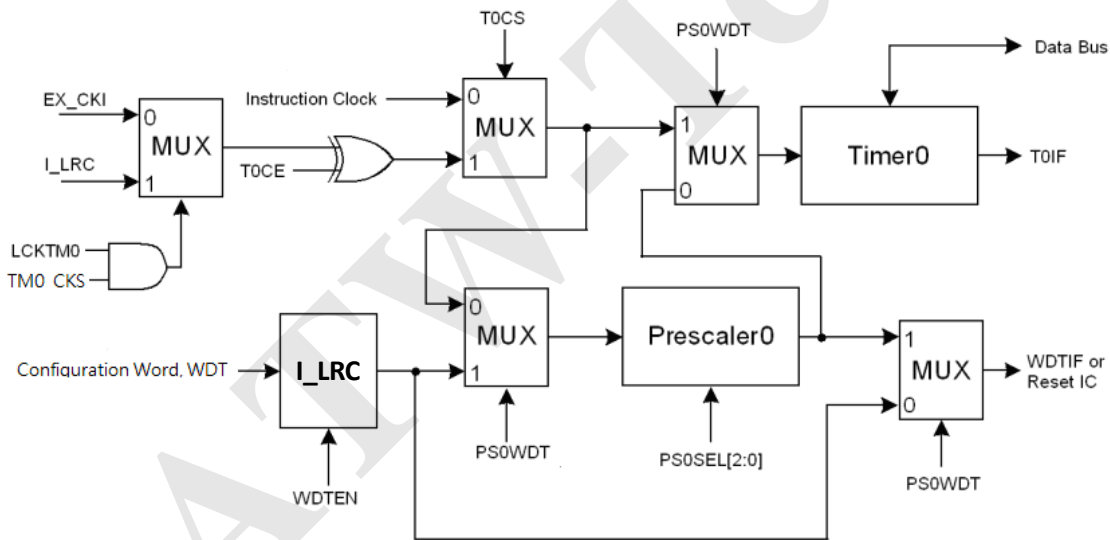 T0CS
PS0WDT
Data Bus
EX_CKI
0
MUX
I_LRC
1
Instruction Clock
0
MUX
1
T0CE
1
MUX
0
Timer0
T0IF
LCKTM0
TM0 CKS
0
MUX
1
Prescaler0
1
MUX
0
WDTIF or
Reset IC
Configuration Word, WDT
I_LRC
PS0WDT
PS0SEL[2:0]
PS0WDT
WDTEN